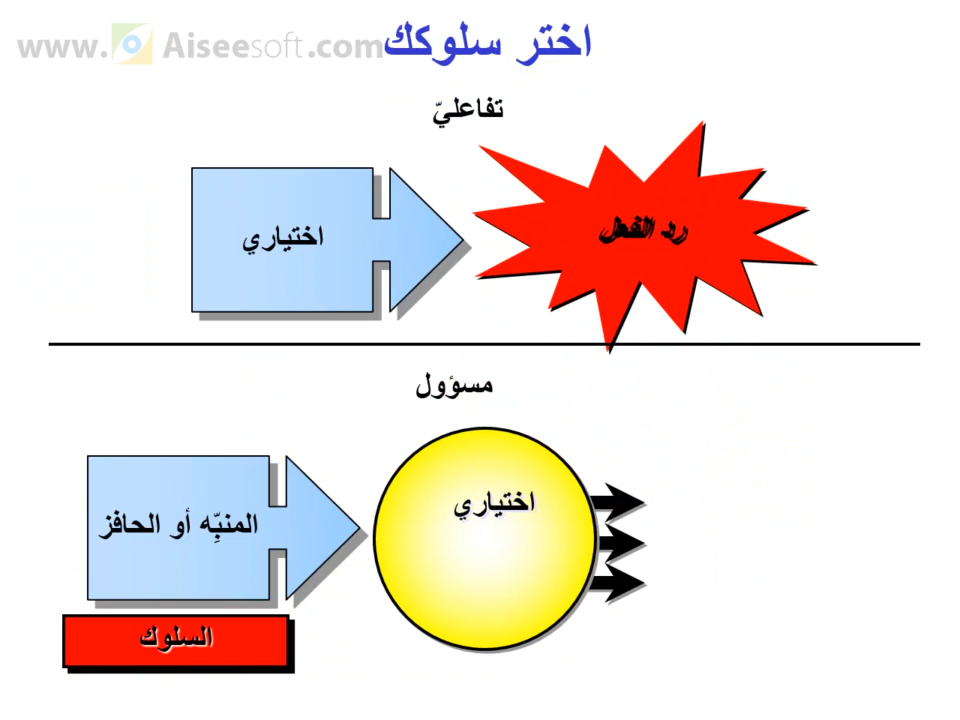 www.Aiseesoft.com
اختر سلوكك
تفاعليّ
اختياري
رد الفعل
مسؤول
المنبِّه أو الحافز
اختياري
السلوك